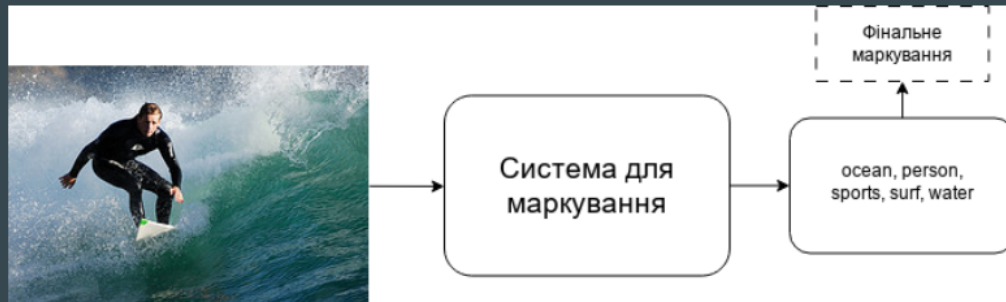 Фінальне
маркування
Система для
маркування
ocean, person,
sports, surf, water